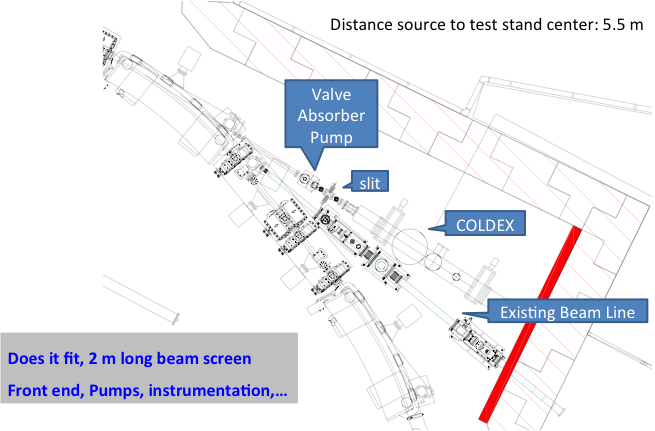 Distance source to test stand center: 5.5 m
Valve
Absorber
Pump
slit
COLDEX
Existing Beam Line
Does it fit, 2 m long beam screen
Front end, Pumps, instrumentation,...